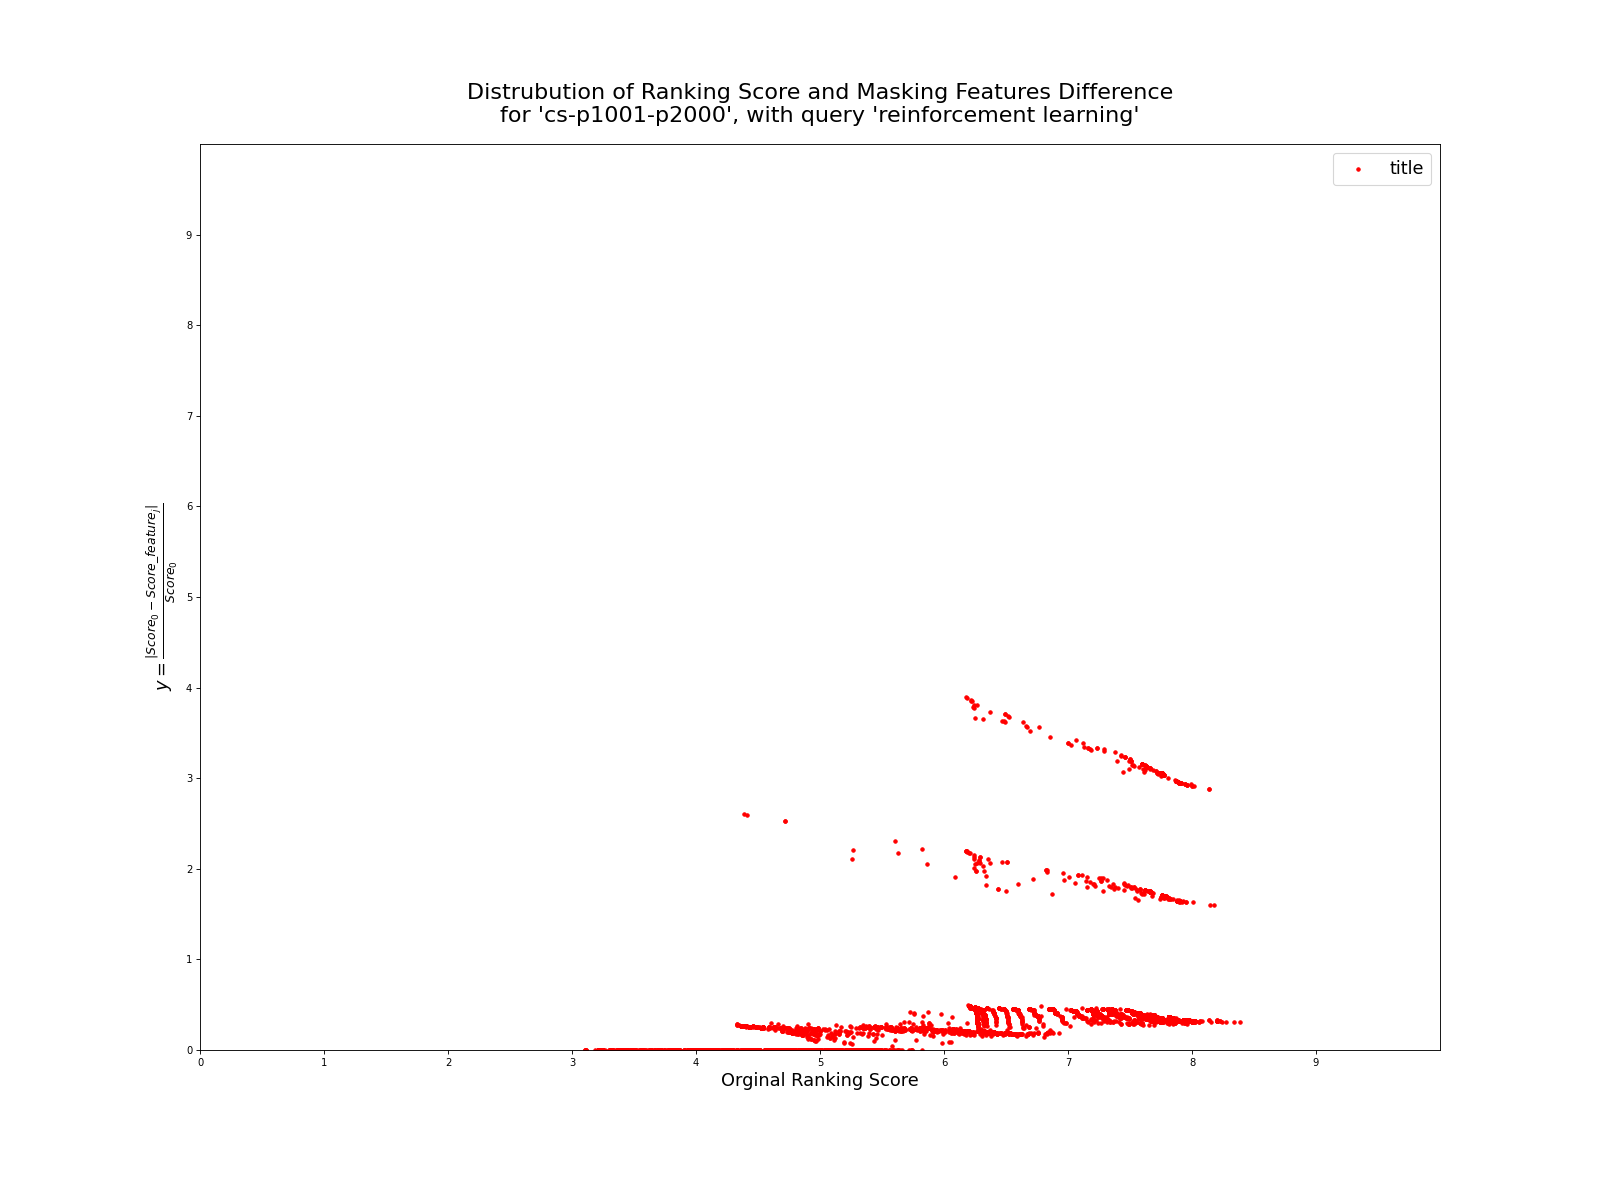 Distrubution of Ranking Score and Masking Features Difference
for 'cs-p1001-p2000', with query 'reinforcement learning'
title
9
8
7
6
5
4
3
2
1
0
y = |Score_0 − Score_feature_j| / Score_0
0 1 2 3 4 5 6 7 8 9
Orginal Ranking Score